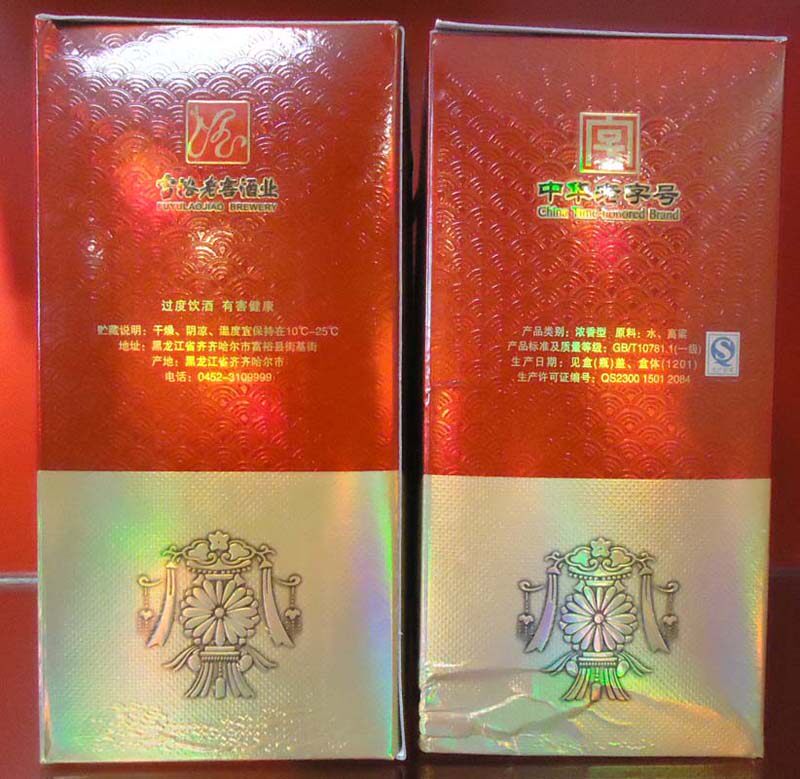 富裕老窖酒业
FUYULAOJIAO BREWERY
过度饮酒 有害健康
贮藏说明：干燥、阴凉、温度宜保持在10℃-25℃
地址：黑龙江省齐齐哈尔市富裕县街基街
产地：黑龙江省齐齐哈尔市
电话：0452-3109999
字
中华老字号
China Time-honored Brand
产品类别：浓香型 原料：水、高粱
产品标准及质量等级：GB/T10781.1(一级)
生产日期：见盒(瓶)盖、盒体(1201)
生产许可证编号：QS2300 1501 2084